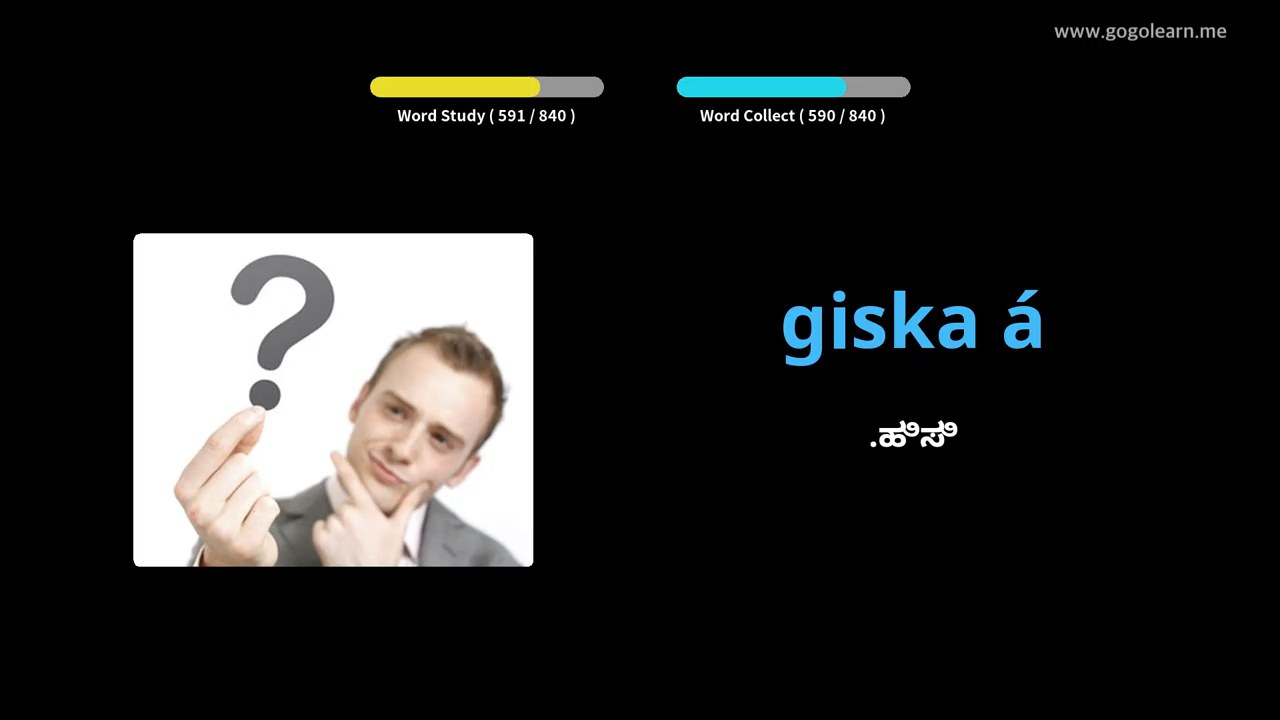 www.gogolearn.me
Word Study ( 591 / 840 )
Word Collect ( 590 / 840 )
giska á
.ಹಿಸಿ